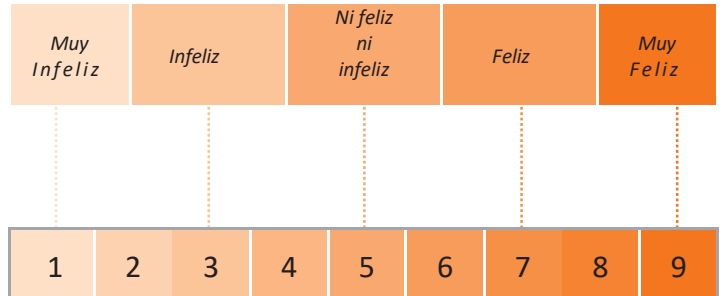 Muy
Infeliz
Infeliz
Ni feliz
ni
infeliz
Feliz
Muy
Feliz
1 2 3 4 5 6 7 8 9